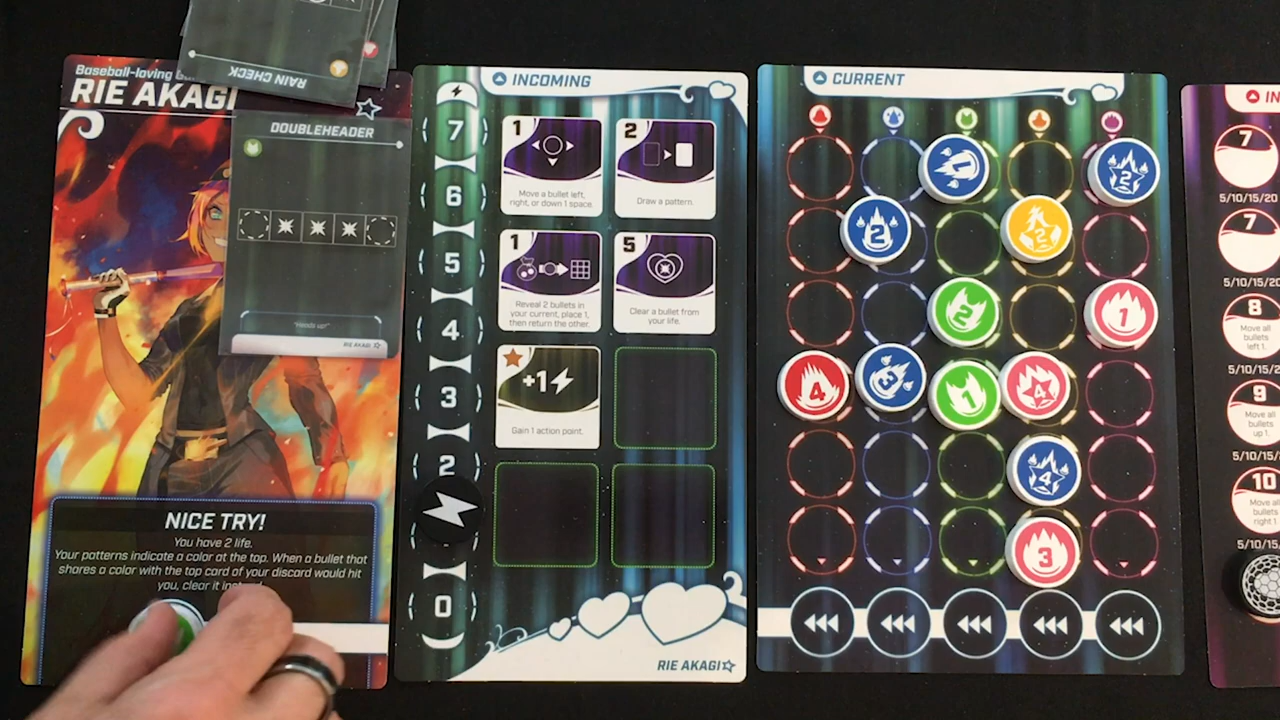 RAIN CHECK
Baseball-loving
RIE AKAGI
DOUBLEHEADER
"Heads up!"
RIE AKAGI
NICE TRY!
You have 2 life.
Your patterns indicate a color at the top. When a bullet that
shares a color with the top card of your discard would hit
you, clear it
INCOMING
7
6
5
4
3
2
0
1
Move a bullet left,
right, or down 1 space.
2
Draw a pattern.
1
Reveal 2 bullets in
your current, place 1,
then return the other.
5
Clear a bullet from
your life.
+1
Gain 1 action point.
RIE AKAGI
CURRENT
1
2
2
2
2
1
4
3
1
4
4
3
IN
7
5/10/15/20
7
5/10/15/20
8
Move
all
bullets
left 1.
5/10/15/2
9
Move
all
bullets
up 1.
5/10/15/2
10
Move
all
bullets
right 1
5/10/15